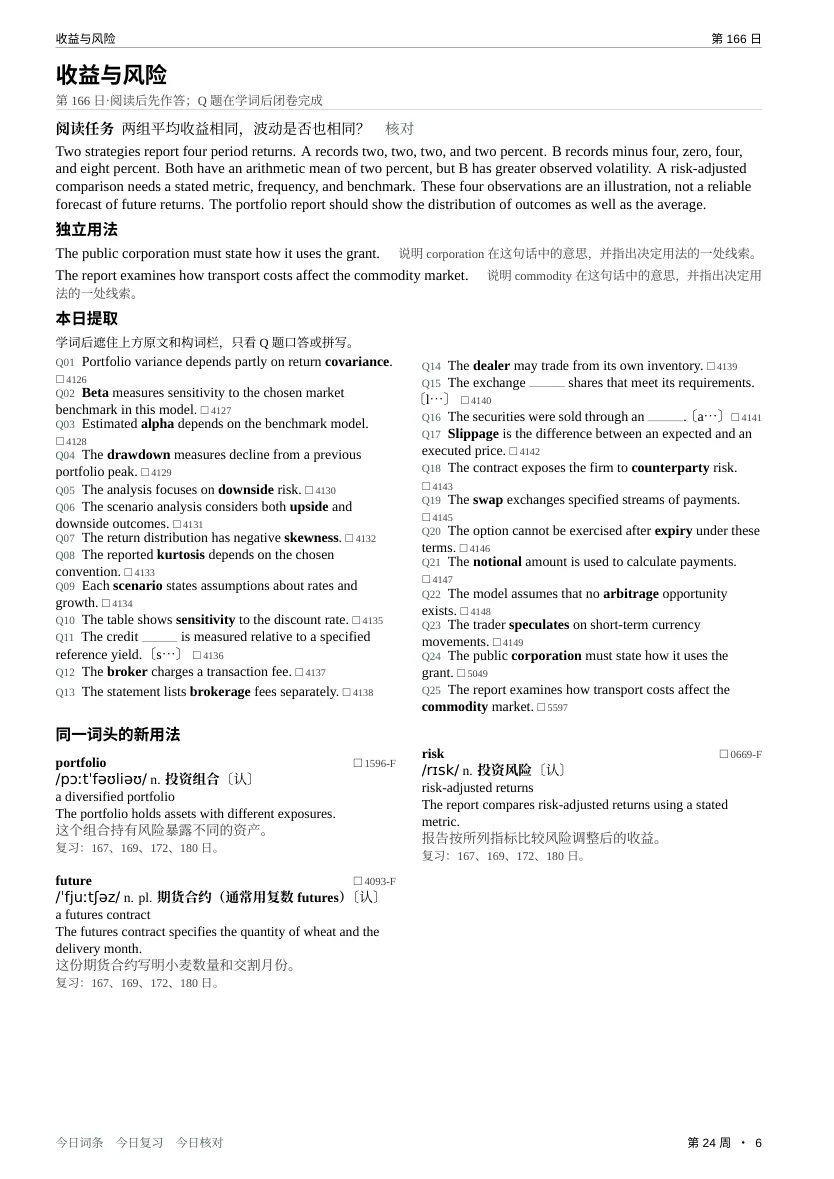 收益与风险 第 166 日
收益与风险
第 166 日·阅读后先作答；Q 题在学词后闭卷完成
阅读任务 两组平均收益相同，波动是否也相同？ 核对
Two strategies report four period returns. A records two, two, two, and two percent. B records minus four, zero, four,
and eight percent. Both have an arithmetic mean of two percent, but B has greater observed volatility. A risk-adjusted
comparison needs a stated metric, frequency, and benchmark. These four observations are an illustration, not a reliable
forecast of future returns. The portfolio report should show the distribution of outcomes as well as the average.
独立用法
The public corporation must state how it uses the grant. 说明 corporation 在这句话中的意思，并指出决定用法的一处线索。
The report examines how transport costs affect the commodity market. 说明 commodity 在这句话中的意思，并指出决定用
法的一处线索。
本日提取
学词后遮住上方原文和构词栏，只看 Q 题口答或拼写。
Q01 Portfolio variance depends partly on return covariance.
□ 4126
Q02 Beta measures sensitivity to the chosen market
benchmark in this model. □ 4127
Q03 Estimated alpha depends on the benchmark model.
□ 4128
Q04 The drawdown measures decline from a previous
portfolio peak. □ 4129
Q05 The analysis focuses on downside risk. □ 4130
Q06 The scenario analysis considers both upside and
downside outcomes. □ 4131
Q07 The return distribution has negative skewness. □ 4132
Q08 The reported kurtosis depends on the chosen
convention. □ 4133
Q09 Each scenario states assumptions about rates and
growth. □ 4134
Q10 The table shows sensitivity to the discount rate. □ 4135
Q11 The credit _____ is measured relative to a specified
reference yield.〔s···〕 □ 4136
Q12 The broker charges a transaction fee. □ 4137
Q13 The statement lists brokerage fees separately. □ 4138
Q14 The dealer may trade from its own inventory. □ 4139
Q15 The exchange _____ shares that meet its requirements.
〔l···〕 □ 4140
Q16 The securities were sold through an _____.〔a···〕 □ 4141
Q17 Slippage is the difference between an expected and an
executed price. □ 4142
Q18 The contract exposes the firm to counterparty risk.
□ 4143
Q19 The swap exchanges specified streams of payments.
□ 4145
Q20 The option cannot be exercised after expiry under these
terms. □ 4146
Q21 The notional amount is used to calculate payments.
□ 4147
Q22 The model assumes that no arbitrage opportunity
exists. □ 4148
Q23 The trader speculates on short-term currency
movements. □ 4149
Q24 The public corporation must state how it uses the
grant. □ 5049
Q25 The report examines how transport costs affect the
commodity market. □ 5597
同一词头的新用法
portfolio □ 1596-F
/pɔːtˈfəʊliəʊ/ n. 投资组合〔认〕
a diversified portfolio
The portfolio holds assets with different exposures.
这个组合持有风险暴露不同的资产。
复习：167、169、172、180 日。
future □ 4093-F
/ˈfjuːtʃəz/ n. pl. 期货合约（通常用复数 futures）〔认〕
a futures contract
The futures contract specifies the quantity of wheat and the
delivery month.
这份期货合约写明小麦数量和交割月份。
复习：167、169、172、180 日。
risk □ 0669-F
/rɪsk/ n. 投资风险〔认〕
risk-adjusted returns
The report compares risk-adjusted returns using a stated
metric.
报告按所列指标比较风险调整后的收益。
复习：167、169、172、180 日。
今日词条 今日复习 今日核对 第 24 周 • 6